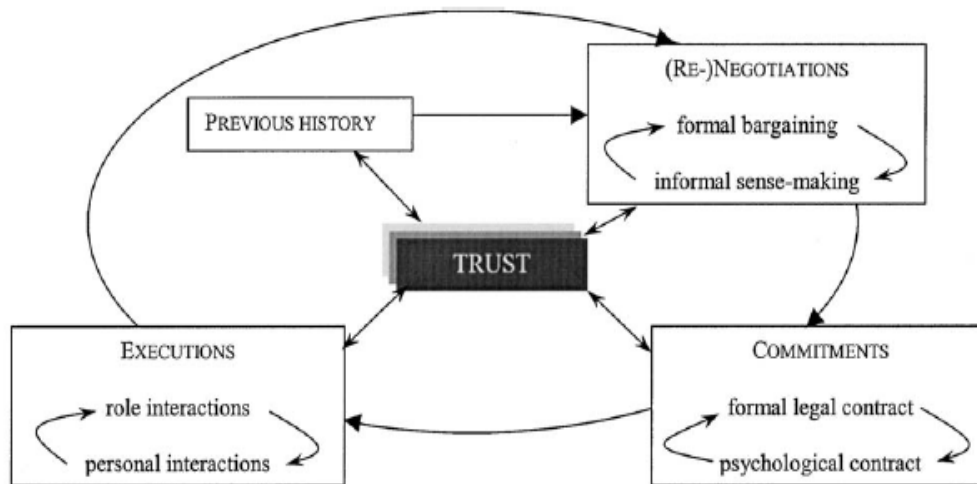 (RE-)NEGOTIATIONS
formal bargaining
informal sense-making
PREVIOUS HISTORY
TRUST
EXECUTIONS
role interactions
personal interactions
COMMITMENTS
formal legal contract
psychological contract